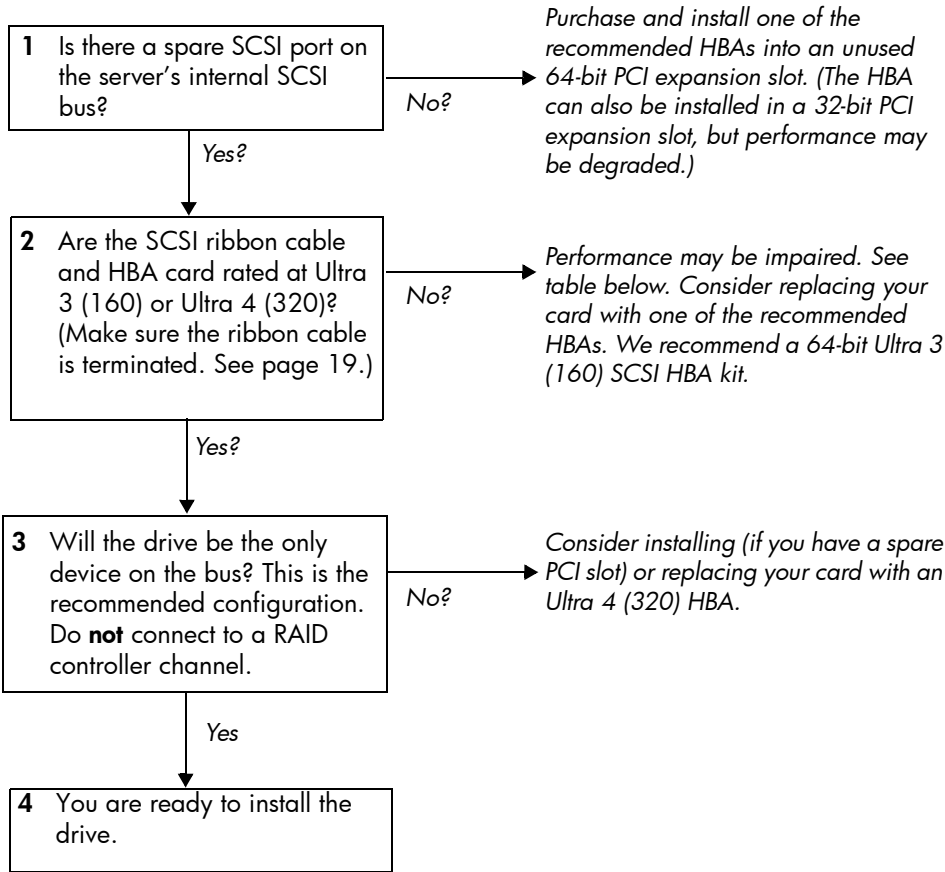 1 Is there a spare SCSI port on
the server's internal SCSI
bus?
No?
Purchase and install one of the
recommended HBAs into an unused
64-bit PCI expansion slot. (The HBA
can also be installed in a 32-bit PCI
expansion slot, but performance may
be degraded.)
Yes?
2 Are the SCSI ribbon cable
and HBA card rated at Ultra
3 (160) or Ultra 4 (320)?
(Make sure the ribbon cable
is terminated. See page 19.)
No?
Performance may be impaired. See
table below. Consider replacing your
card with one of the recommended
HBAs. We recommend a 64-bit Ultra 3
(160) SCSI HBA kit.
Yes?
3 Will the drive be the only
device on the bus? This is the
recommended configuration.
Do not connect to a RAID
controller channel.
No?
Consider installing (if you have a spare
PCI slot) or replacing your card with an
Ultra 4 (320) HBA.
Yes
4 You are ready to install the
drive.